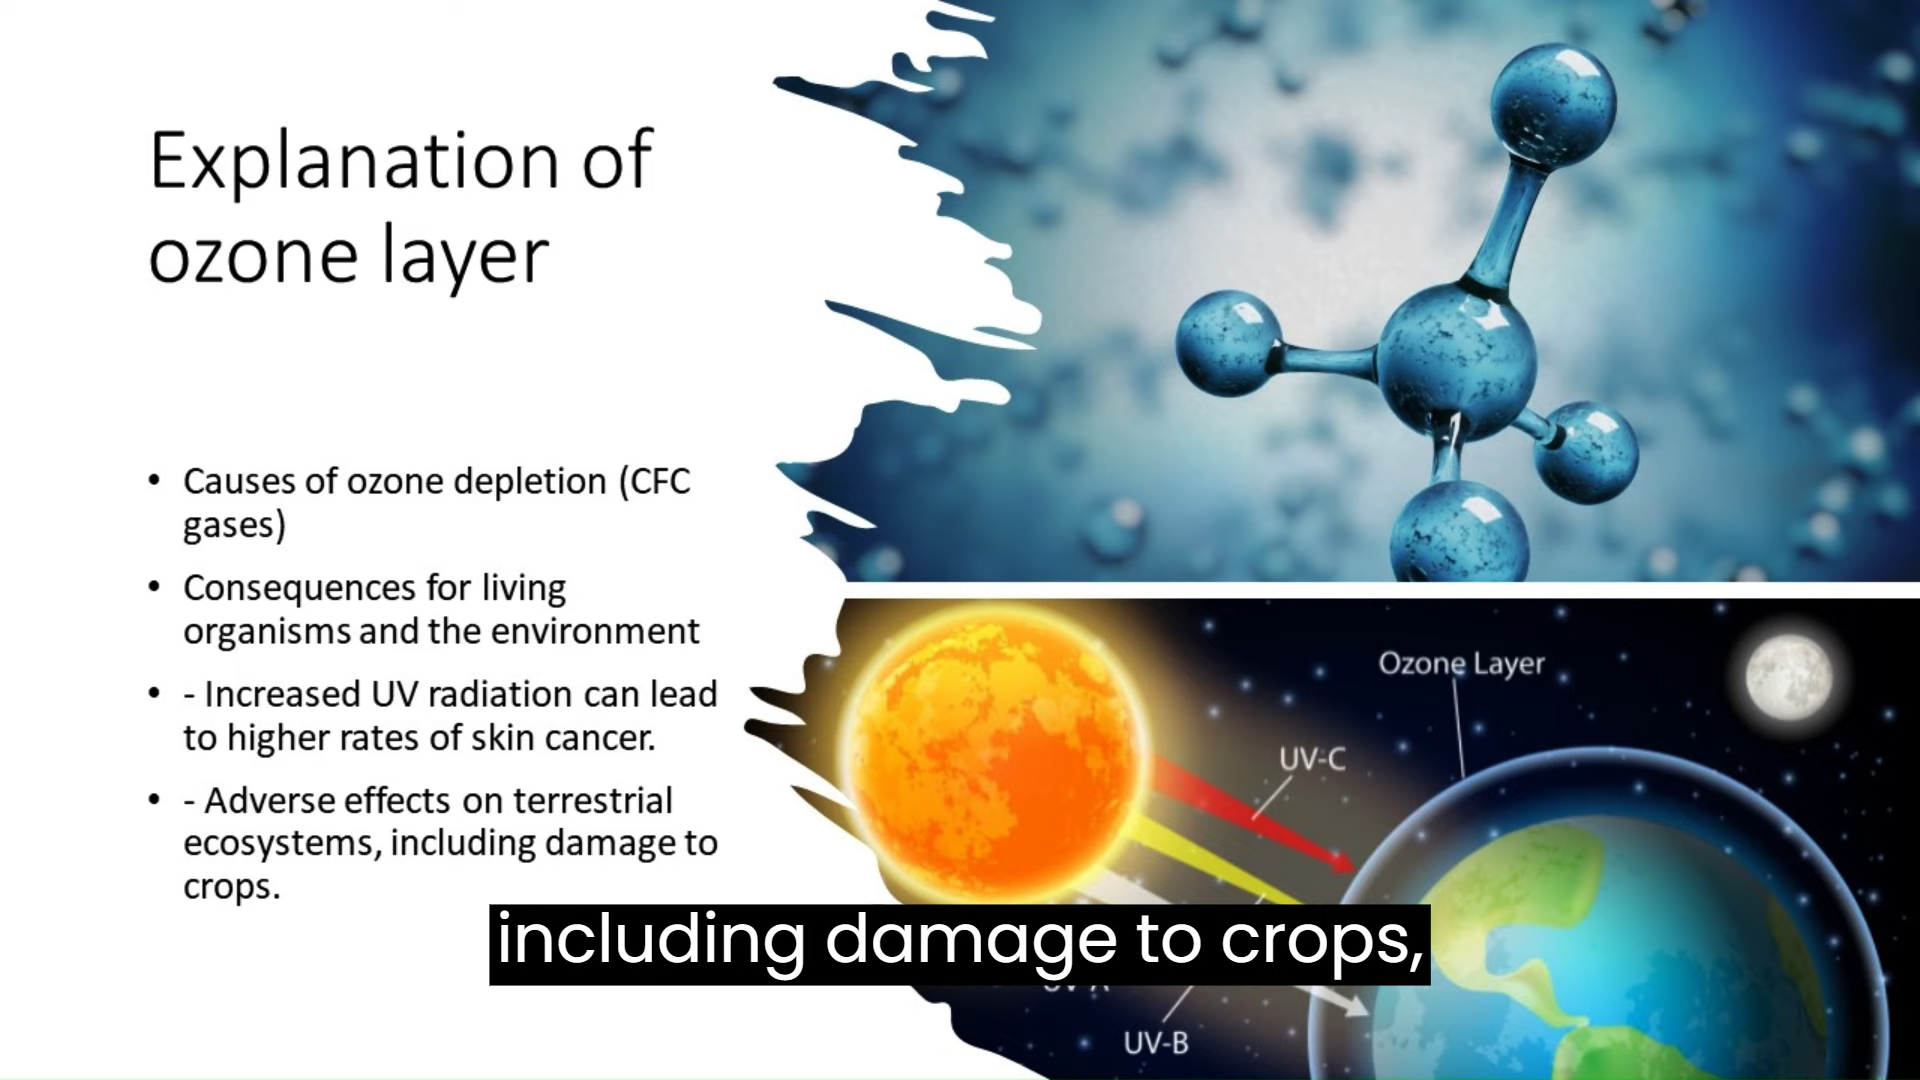 Explanation of
ozone layer
• Causes of ozone depletion (CFC
gases)
• Consequences for living
organisms and the environment
• - Increased UV radiation can lead
to higher rates of skin cancer.
• - Adverse effects on terrestrial
ecosystems, including damage to
crops.
Ozone Layer
UV-C
including damage to crops,
UV-A
UV-B